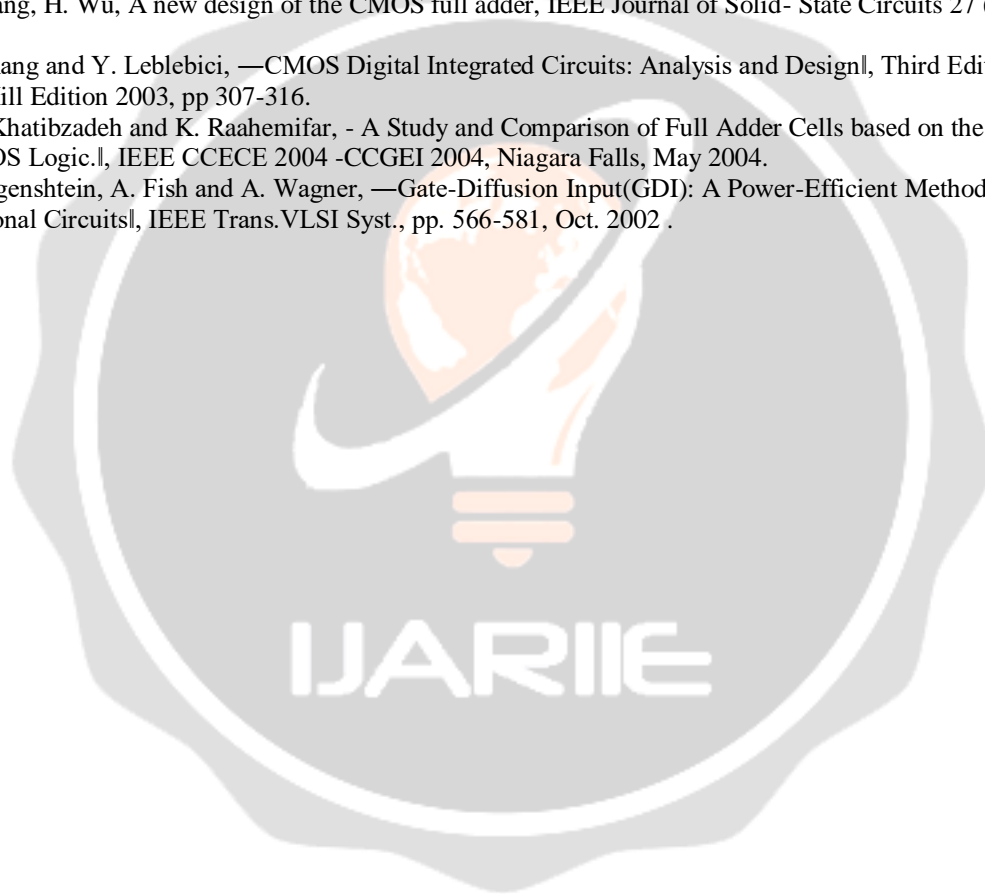 ang, H. Wu, A new design of the CMOS full adder, IEEE Journal of Solid- State Circuits 27 (
ang and Y. Leblebici, ―CMOS Digital Integrated Circuits: Analysis and Design‖, Third Edit
ill Edition 2003, pp 307-316.
Khatibzadeh and K. Raahemifar, - A Study and Comparison of Full Adder Cells based on the
OS Logic.‖, IEEE CCECE 2004 -CCGEI 2004, Niagara Falls, May 2004.
genshtein, A. Fish and A. Wagner, ―Gate-Diffusion Input(GDI): A Power-Efficient Method
onal Circuits‖, IEEE Trans.VLSI Syst., pp. 566-581, Oct. 2002 .
IJARIIE